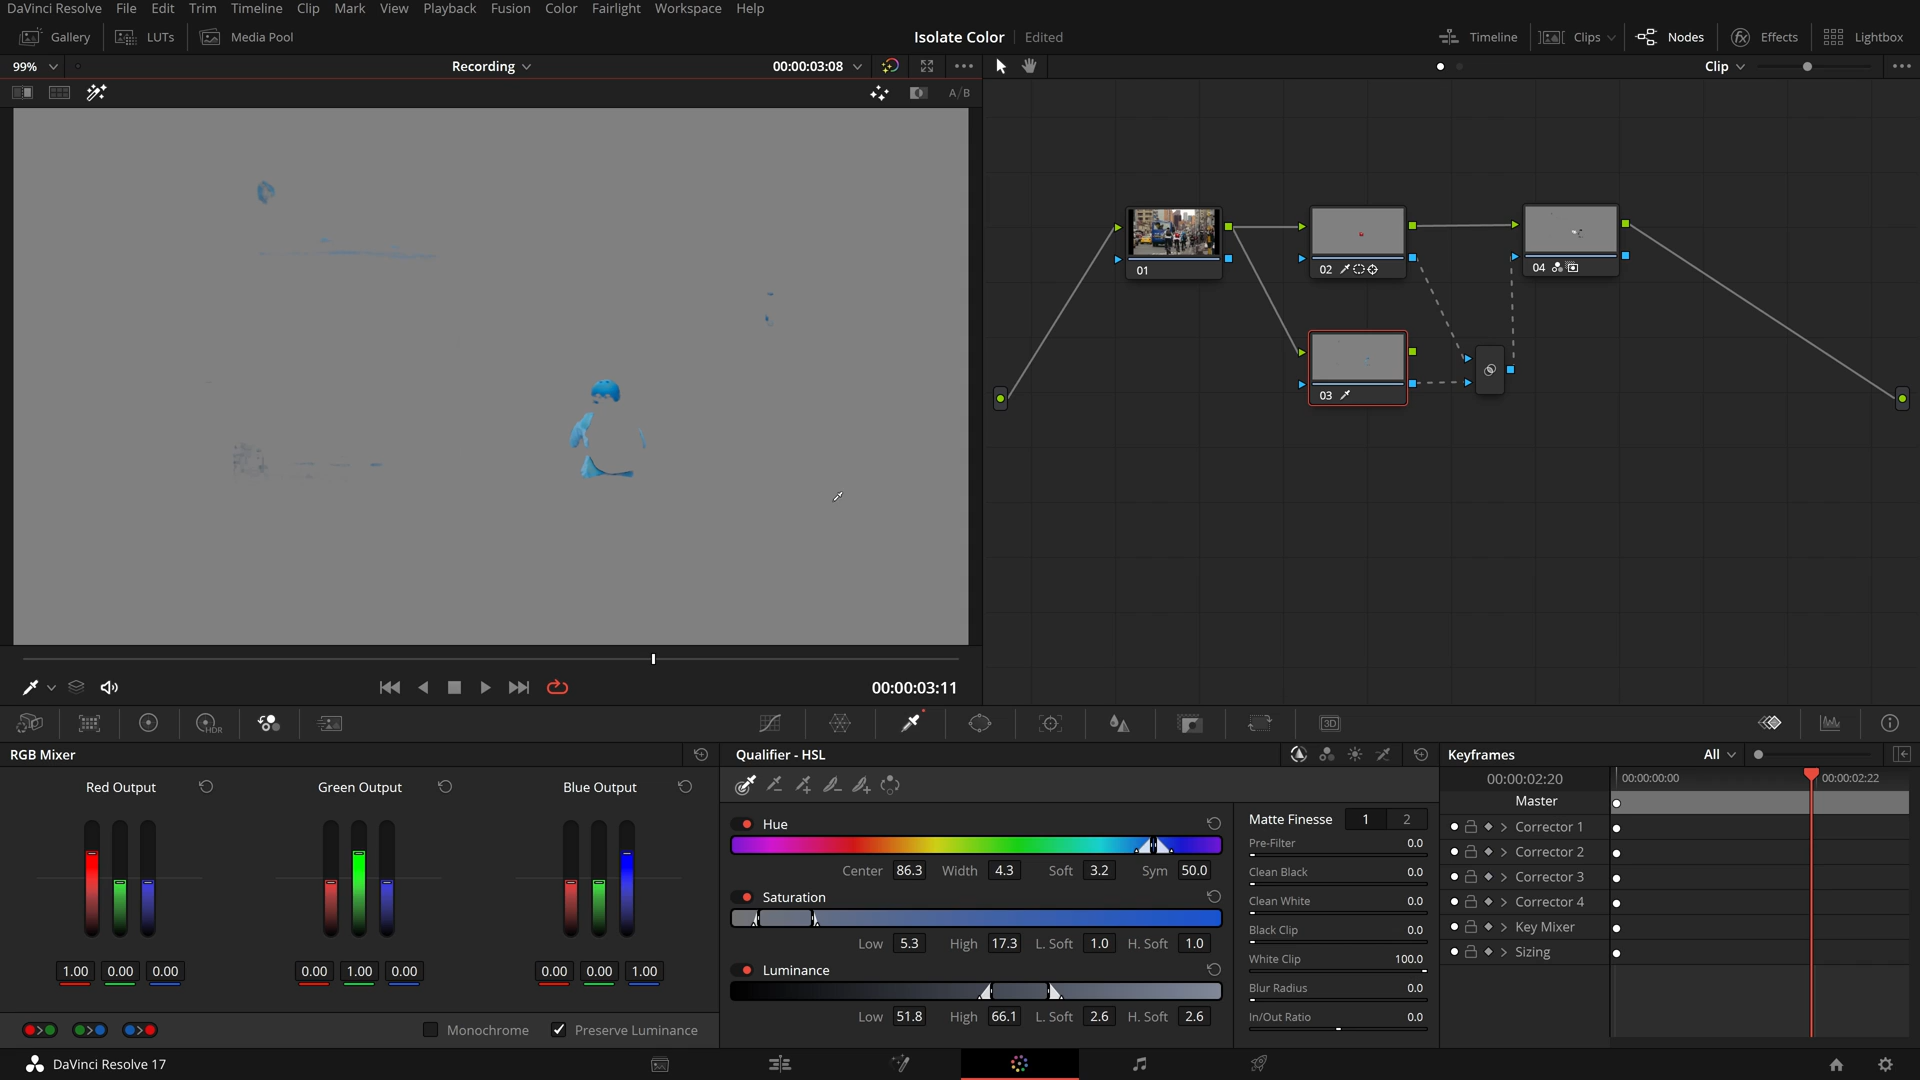 DaVinci Resolve File Edit Trim Timeline Clip Mark View Playback Fusion Color Fairlight Workspace Help
Gallery LUTs Media Pool Isolate Color Edited Timeline Clips Nodes Effects Lightbox
99% Recording 00:00:03:08 Clip
A/B
01
02
04
03
00:00:03:11
HDR
3D
RGB Mixer
Red Output Green Output Blue Output
1.00 0.00 0.00 0.00 1.00 0.00 0.00 0.00 1.00
Monochrome Preserve Luminance
Qualifier - HSL
Hue
Center 86.3 Width 4.3 Soft 3.2 Sym 50.0
Saturation
Low 5.3 High 17.3 L. Soft 1.0 H. Soft 1.0
Luminance
Low 51.8 High 66.1 L. Soft 2.6 H. Soft 2.6
Matte Finesse 1 2
Pre-Filter 0.0
Clean Black 0.0
Clean White 0.0
Black Clip 0.0
White Clip 100.0
Blur Radius 0.0
In/Out Ratio 0.0
Keyframes All
00:00:02:20 00:00:00:00 00:00:02:22
Master
Corrector 1
Corrector 2
Corrector 3
Corrector 4
Key Mixer
Sizing
DaVinci Resolve 17